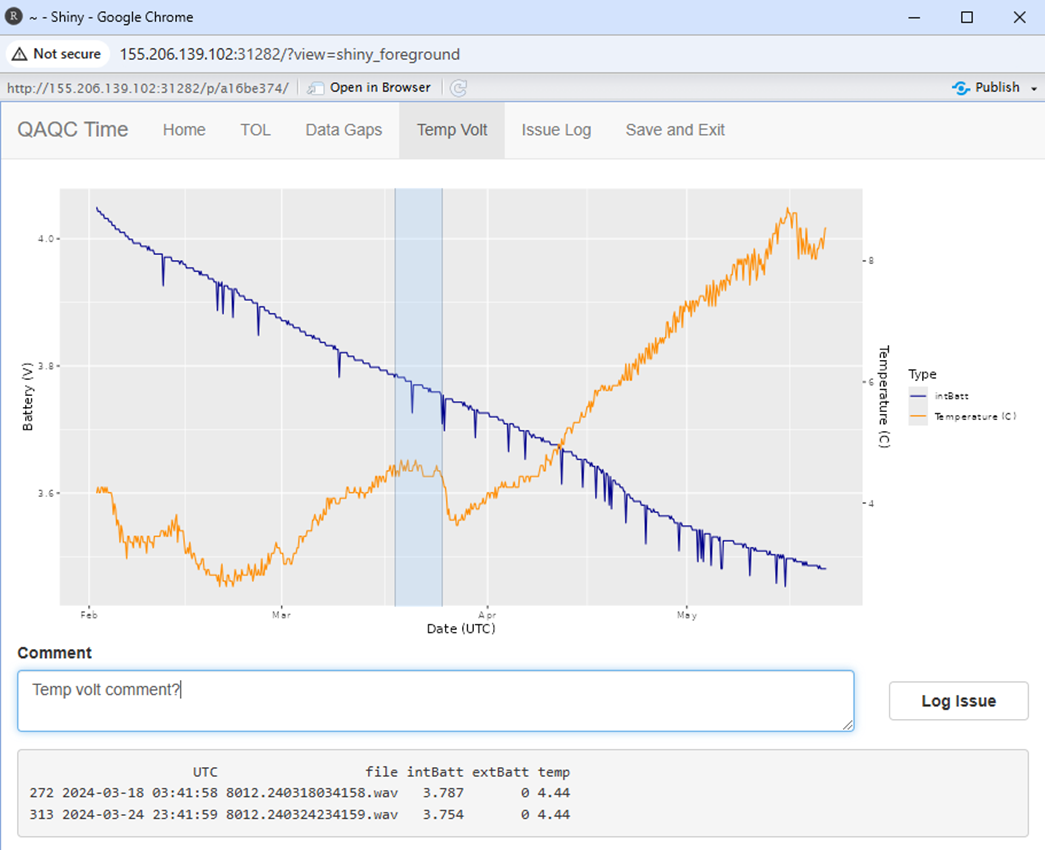 R ~ - Shiny - Google Chrome
Not secure 155.206.139.102:31282/?view=shiny_foreground
http://155.206.139.102:31282/p/a16be374/ Open in Browser Publish
QAQC Time Home TOL Data Gaps Temp Volt Issue Log Save and Exit
4.0
3.8
3.6
Battery (V)
8
6
4
Temperature (C)
Feb Mar Apr May
Date (UTC)
Type
intBatt
Temperature (C)
Comment
Temp volt comment?
Log Issue
UTC file intBatt extBatt temp
272 2024-03-18 03:41:58 8012.240318034158.wav 3.787 0 4.44
313 2024-03-24 23:41:59 8012.240324234159.wav 3.754 0 4.44